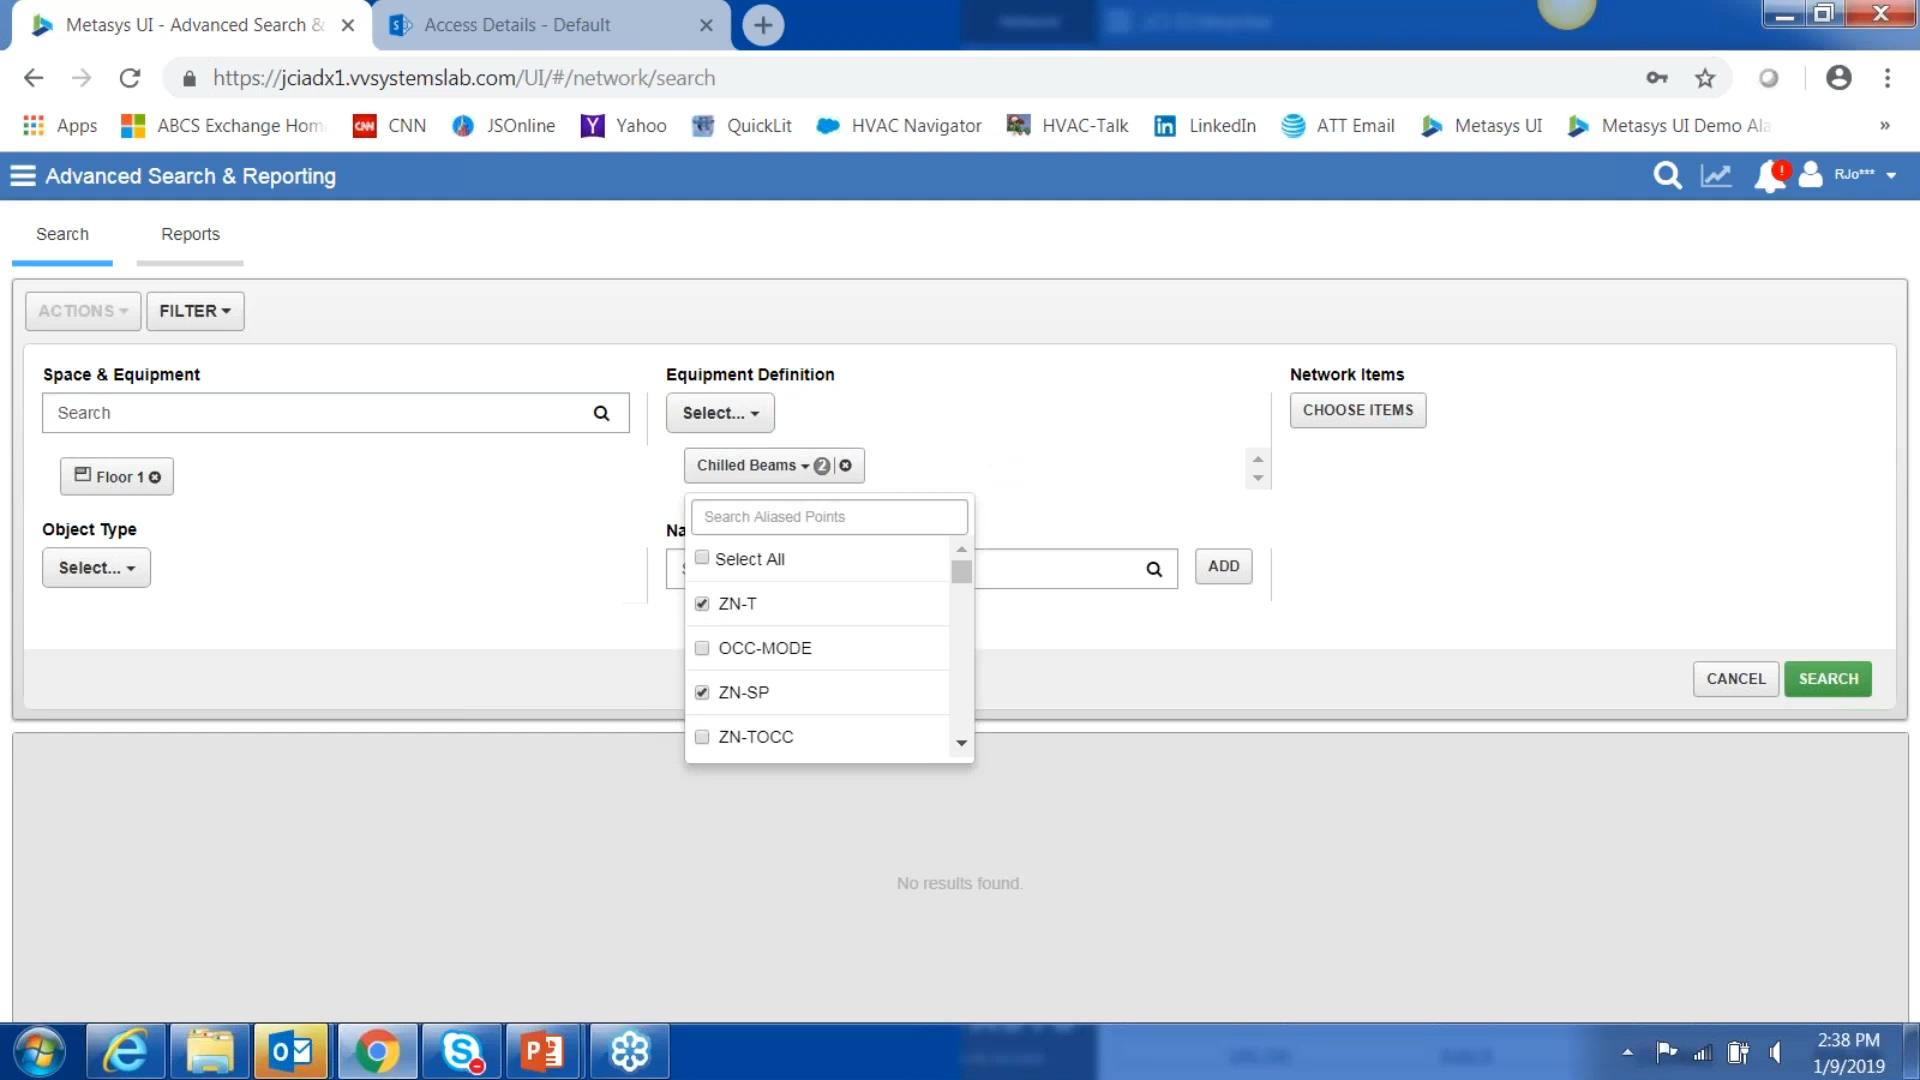 Metasys UI - Advanced Search &
Access Details - Default
https://jciadx1.vvsystemslab.com/UI/#/network/search
Apps
ABCS Exchange Hom
CNN
JSOnline
Yahoo
QuickLit
HVAC Navigator
HVAC-Talk
LinkedIn
ATT Email
Metasys UI
Metasys UI Demo Ala
»
Advanced Search & Reporting
RJo***
Search
Reports
ACTIONS
FILTER
Space & Equipment
Equipment Definition
Network Items
Search
Select...
CHOOSE ITEMS
Floor 1
Chilled Beams
2
Object Type
Na
Select...
ADD
Search Aliased Points
Select All
ZN-T
OCC-MODE
ZN-SP
ZN-TOCC
CANCEL
SEARCH
No results found.
2:38 PM
1/9/2019